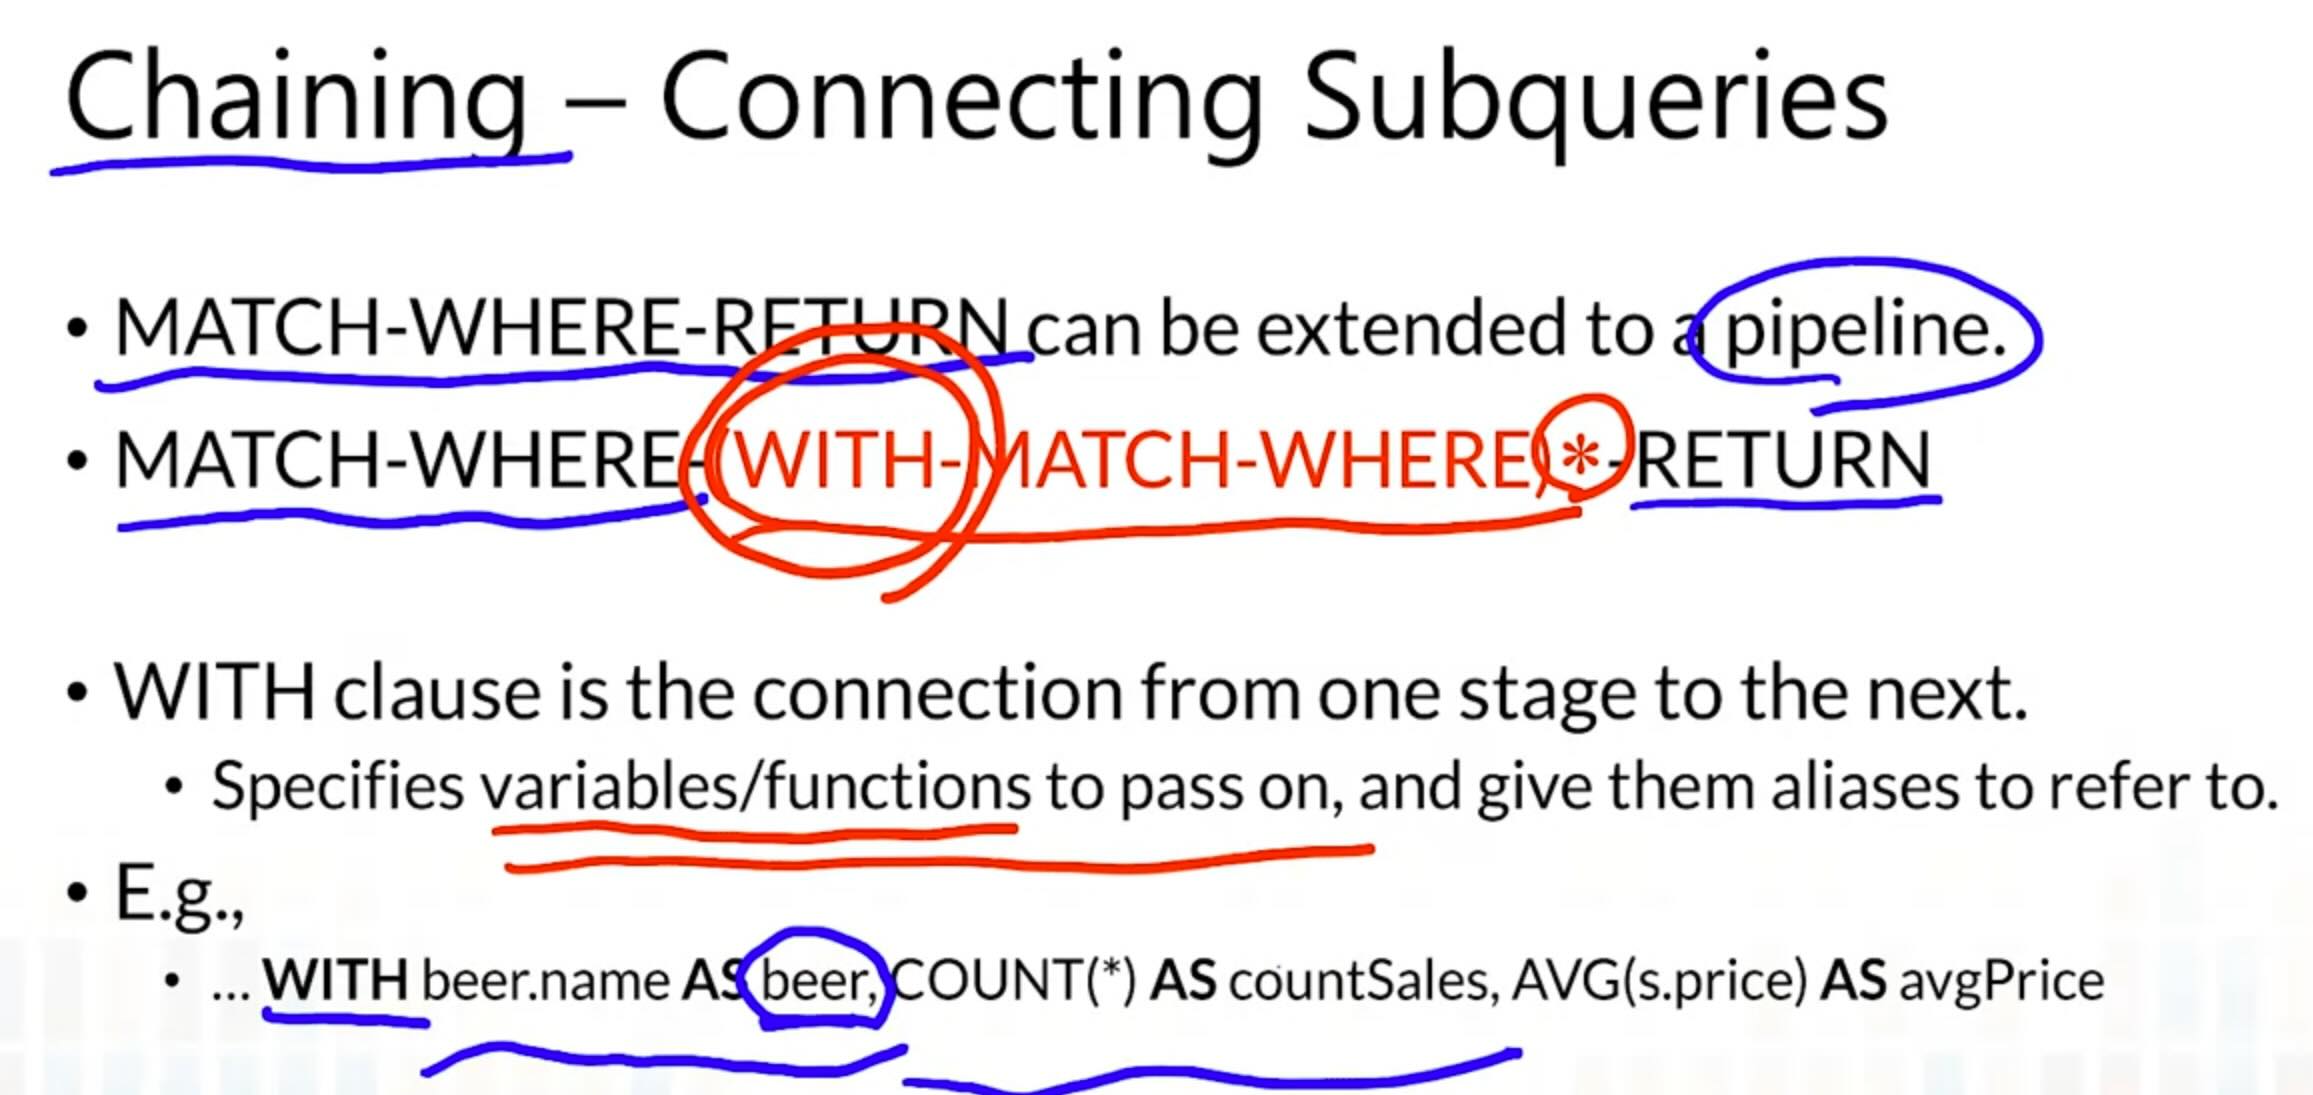 Chaining – Connecting Subqueries
• MATCH-WHERE-RETURN can be extended to a pipeline.
• MATCH-WHERE-(WITH-MATCH-WHERE)*-RETURN
• WITH clause is the connection from one stage to the next.
• Specifies variables/functions to pass on, and give them aliases to refer to.
• E.g.,
• ... WITH beer.name AS beer, COUNT(*) AS countSales, AVG(s.price) AS avgPrice